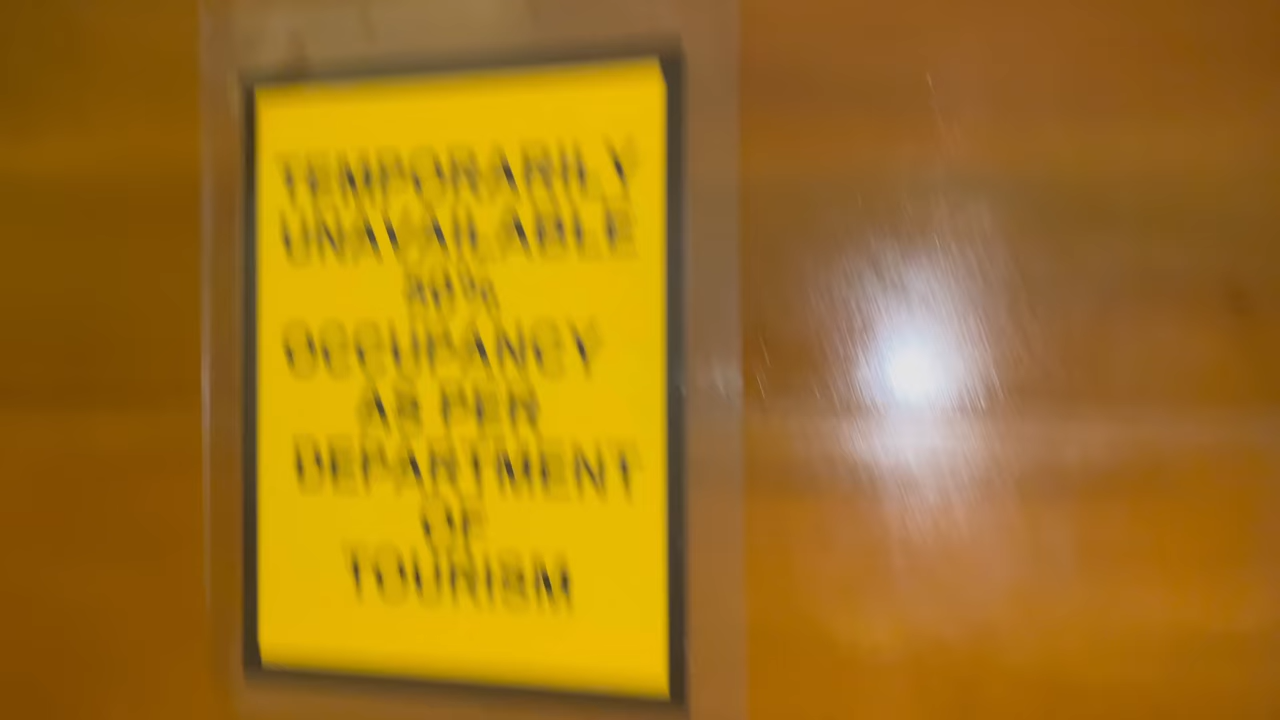 TEMPORARILY
UNAVAILABLE
OCCUPANCY
AS PER
DEPARTMENT
OF
TOURISM